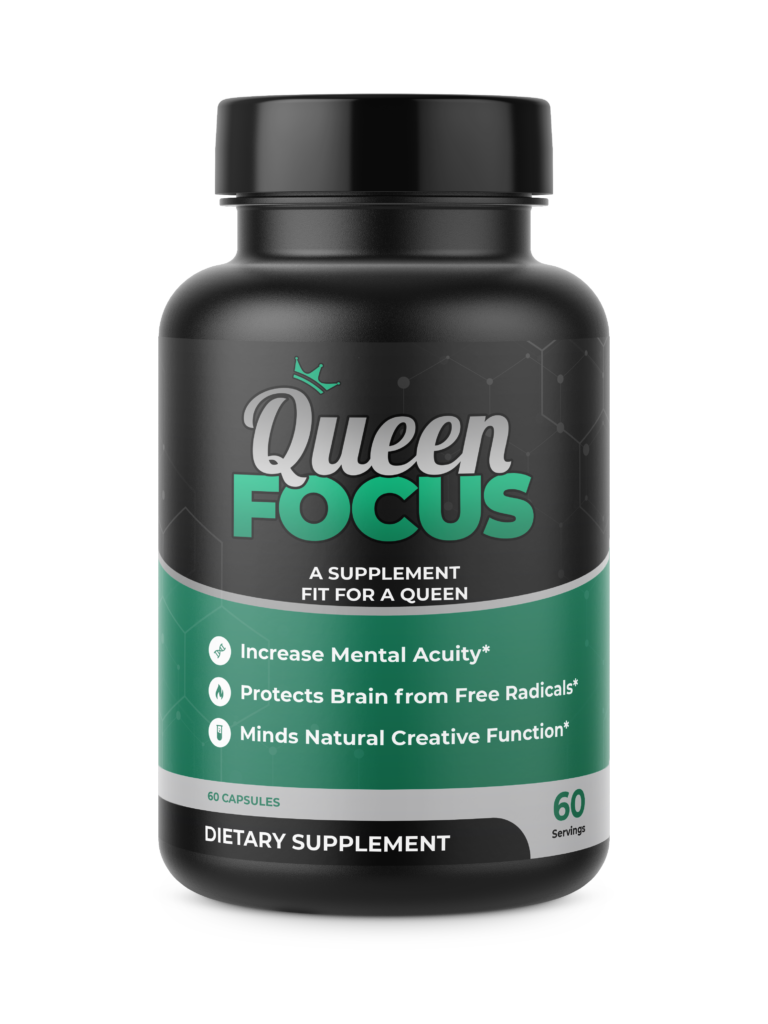 Queen
FOCUS
A SUPPLEMENT
FIT FOR A QUEEN
Increase Mental Acuity*
Protects Brain from Free Radicals*
Minds Natural Creative Function*
60 CAPSULES
60
Servings
DIETARY SUPPLEMENT